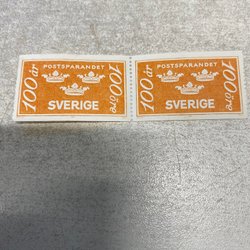 100 år
POSTSPARANDET
SVERIGE
100 öre
100 år
POSTSPARANDET
SVERIGE
100 öre